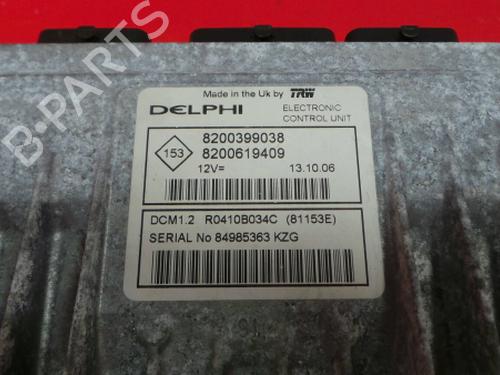 B-PARTS
Made in the Uk by TRW
DELPHI
ELECTRONIC
CONTROL UNIT
153
8200399038
8200619409
12V=
13.10.06
DCM1.2 R0410B034C (81153E)
SERIAL No 84985363 KZG